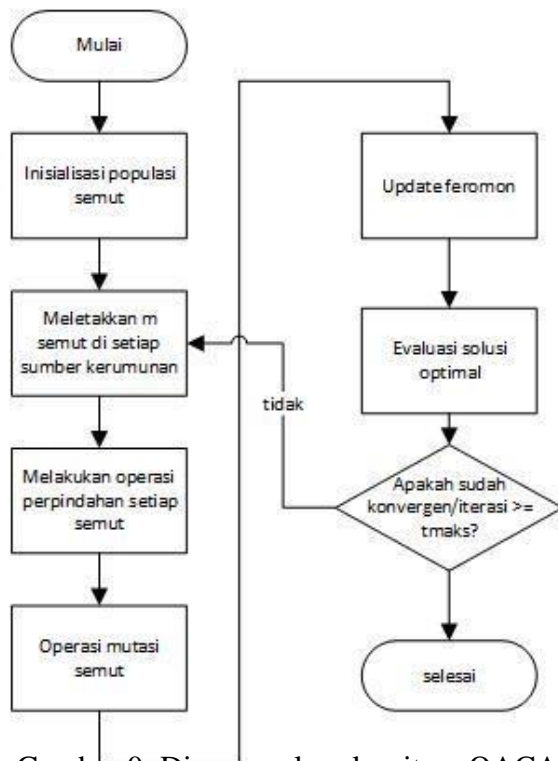 Mulai
Inisialisasi populasi
semut
Meletakkan m
semut di setiap
sumber kerumunan
Melakukan operasi
perpindahan setiap
semut
Operasi mutasi
semut
Update feromon
Evaluasi solusi
optimal
Apakah sudah
konvergen/iterasi >=
tmaks?
tidak
selesai